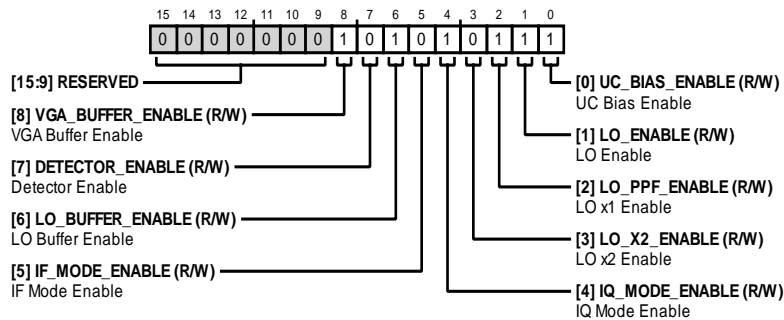 15 14 13 12 11 10 9 8 7 6 5 4 3 2 1 0
0 0 0 0 0 0 0 1 0 1 0 1 0 1 1 1
[15:9] RESERVED
[8] VGA_BUFFER_ENABLE (R/W)
VGA Buffer Enable
[7] DETECTOR_ENABLE (R/W)
Detector Enable
[6] LO_BUFFER_ENABLE (R/W)
LO Buffer Enable
[5] IF_MODE_ENABLE (R/W)
IF Mode Enable
[0] UC_BIAS_ENABLE (R/W)
UC Bias Enable
[1] LO_ENABLE (R/W)
LO Enable
[2] LO_PPF_ENABLE (R/W)
LO x1 Enable
[3] LO_X2_ENABLE (R/W)
LO x2 Enable
[4] IQ_MODE_ENABLE (R/W)
IQ Mode Enable